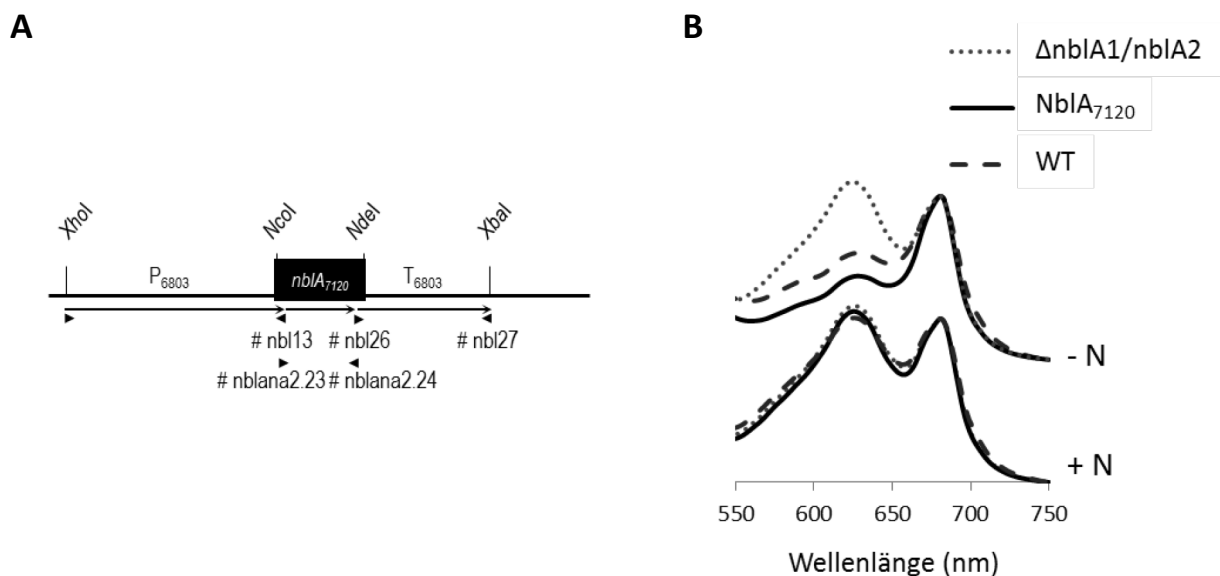 A
XhoI
NcoI
NdeI
XbaI
P6803
nblA7120
T6803
# nbl13
# nbl26
# nbl27
# nblana2.23
# nblana2.24
B
ΔnblA1/nblA2
NblA7120
WT
- N
+ N
550
600
650
700
750
Wellenlänge (nm)